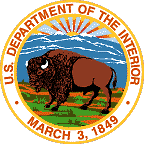 U.S. DEPARTMENT OF THE INTERIOR
MARCH 3, 1849